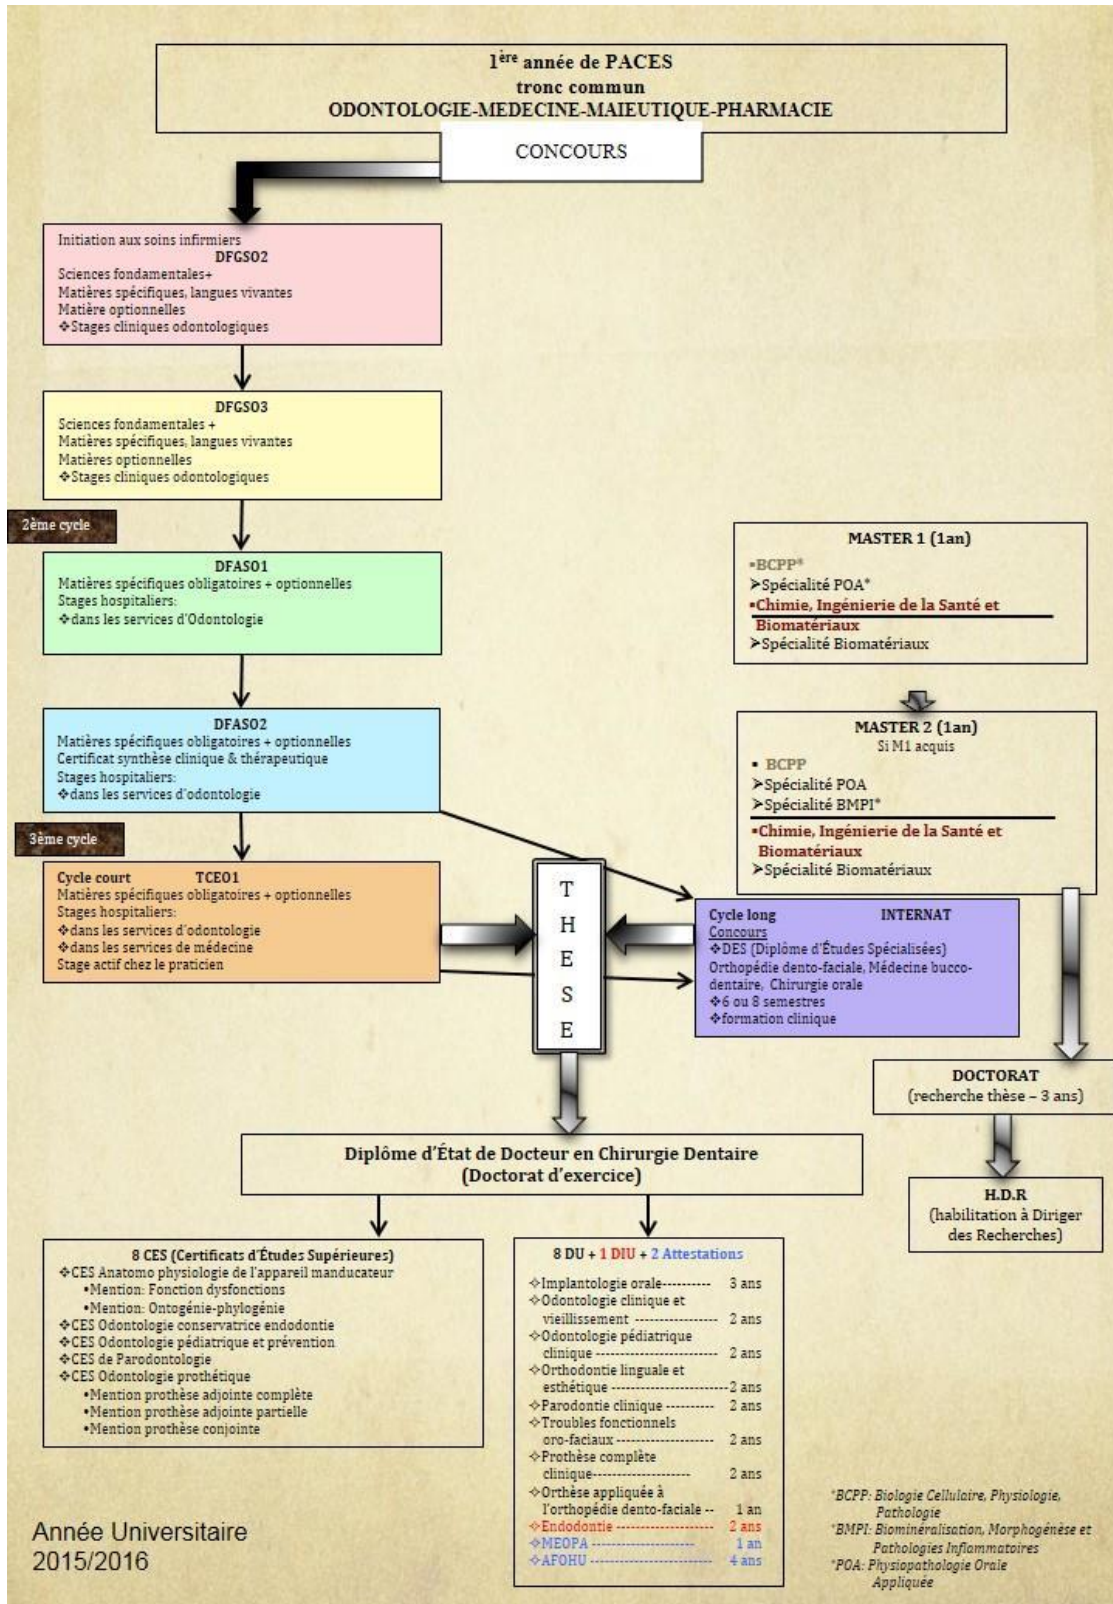 1ère année de PACES
tronc commun
ODONTOLOGIE-MEDECINE-MAIEUTIQUE-PHARMACIE
CONCOURS
Initiation aux soins infirmiers
DFGSO2
Sciences fondamentales+
Matières spécifiques, langues vivantes
Matière optionnelles
❖Stages cliniques odontologiques
DFGSO3
Sciences fondamentales +
Matières spécifiques, langues vivantes
Matières optionnelles
❖Stages cliniques odontologiques
2ème cycle
DFASO1
Matières spécifiques obligatoires + optionnelles
Stages hospitaliers:
❖dans les services d'Odontologie
DFASO2
Matières spécifiques obligatoires + optionnelles
Certificat synthèse clinique & thérapeutique
Stages hospitaliers:
❖dans les services d'odontologie
3ème cycle
Cycle court TCEO1
Matières spécifiques obligatoires + optionnelles
Stages hospitaliers:
❖dans les services d'odontologie
❖dans les services de médecine
Stage actif chez le praticien
T
H
E
S
E
MASTER 1 (1an)
▪BCPP*
➢Spécialité POA*
▪Chimie, Ingénierie de la Santé et
Biomatériaux
➢Spécialité Biomatériaux
MASTER 2 (1an)
Si M1 acquis
▪ BCPP
➢Spécialité POA
➢Spécialité BMPI*
▪Chimie, Ingénierie de la Santé et
Biomatériaux
➢Spécialité Biomatériaux
Cycle long INTERNAT
Concours
❖DES (Diplôme d'Études Spécialisées)
Orthopédie dento-faciale, Médecine bucco-
dentaire, Chirurgie orale
❖6 ou 8 semestres
❖formation clinique
DOCTORAT
(recherche thèse – 3 ans)
H.D.R
(habilitation à Diriger
des Recherches)
Diplôme d'État de Docteur en Chirurgie Dentaire
(Doctorat d'exercice)
8 CES (Certificats d'Études Supérieures)
❖CES Anatomo physiologie de l'appareil manducateur
•Mention: Fonction dysfonctions
•Mention: Ontogénie-phylogénie
❖CES Odontologie conservatrice endodontie
❖CES Odontologie pédiatrique et prévention
❖CES de Parodontologie
❖CES Odontologie prothétique
•Mention prothèse adjointe complète
•Mention prothèse adjointe partielle
•Mention prothèse conjointe
8 DU + 1 DIU + 2 Attestations
✧Implantologie orale---------- 3 ans
✧Odontologie clinique et
vieillissement ----------------- 2 ans
✧Odontologie pédiatrique
clinique ------------------------- 2 ans
✧Orthodontie linguale et
esthétique ------------------------2 ans
✧Parodontie clinique ---------- 2 ans
✧Troubles fonctionnels
oro-faciaux -------------------- 2 ans
✧Prothèse complète
clinique-------------------- 2 ans
✧Orthèse appliquée à
l'orthopédie dento-faciale -- 1 an
✧Endodontie -------------------- 2 ans
✧MEOPA --------------------- 1 an
✧AFOHU ------------------------- 4 ans
*BCPP: Biologie Cellulaire, Physiologie,
Pathologie
*BMPI: Biominéralisation, Morphogénèse et
Pathologies Inflammatoires
*POA: Physiopathologie Orale
Appliquée
Année Universitaire
2015/2016